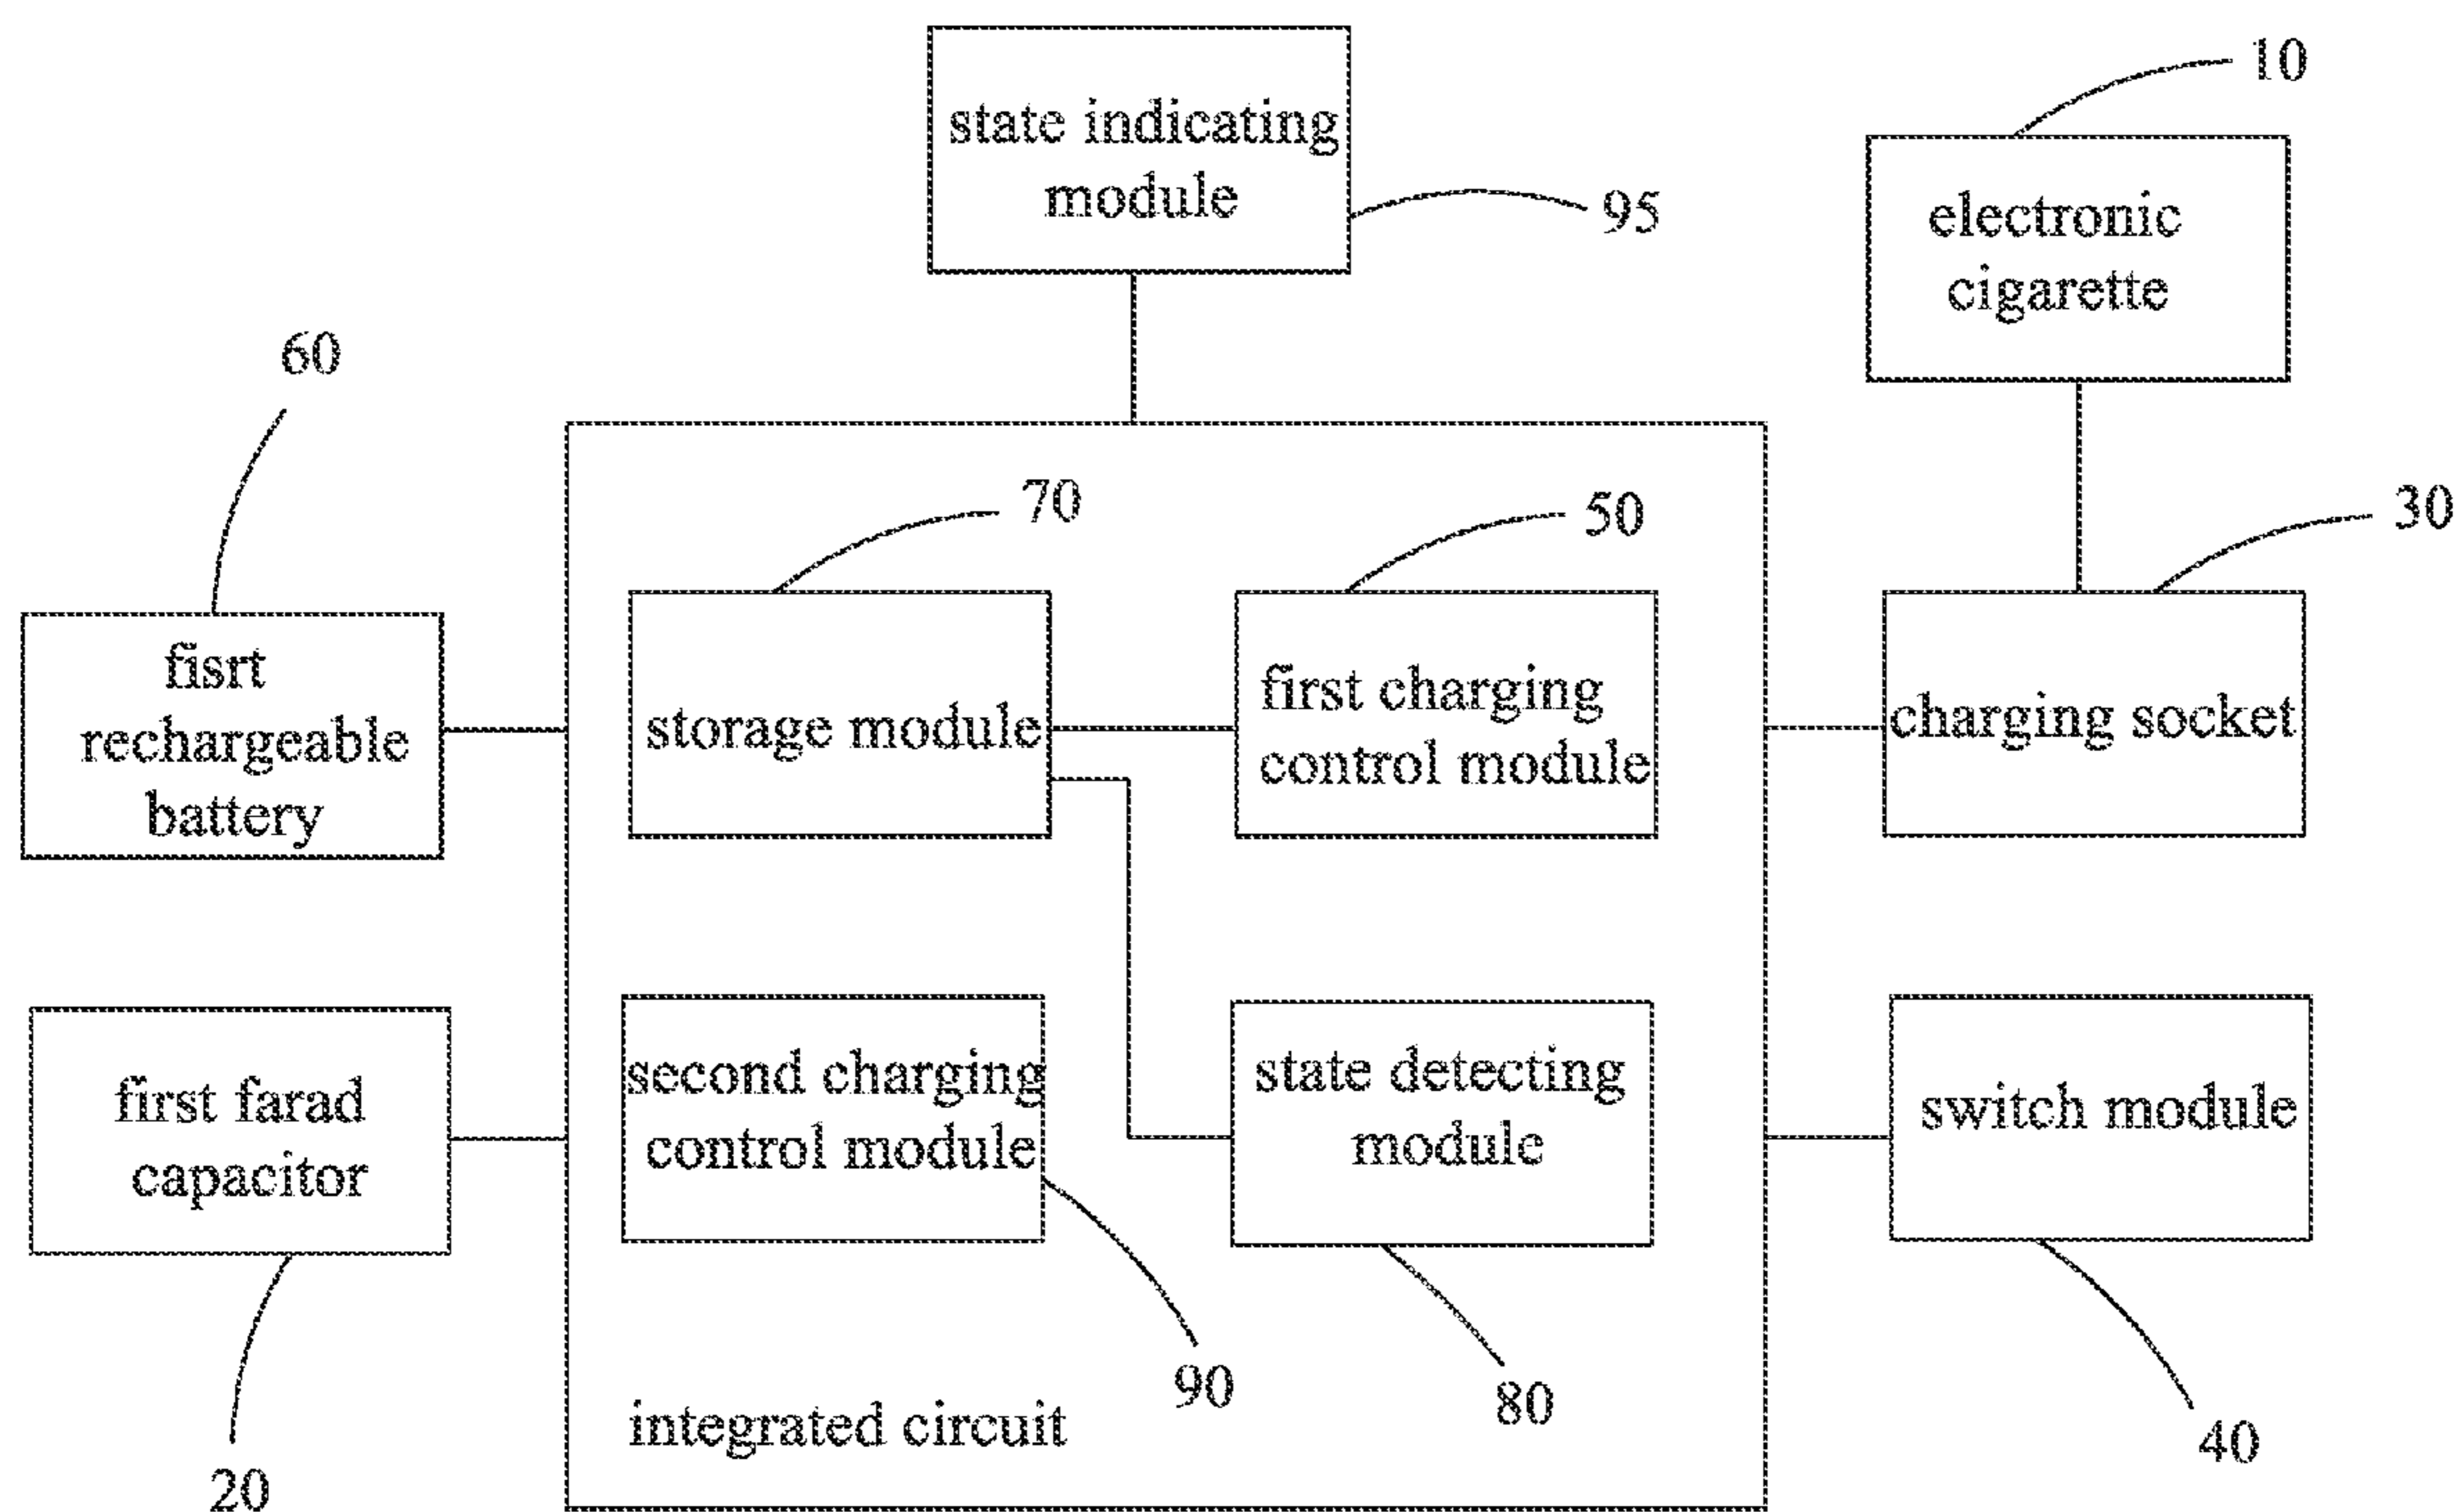 state indicating
module
95
10
electronic
cigarette
60
70
50
30
fisrt
rechargeable
battery
storage module
first charging
control module
charging socket
first farad
capacitor
second charging
control module
state detecting
module
switch module
20
integrated circuit
90
80
40